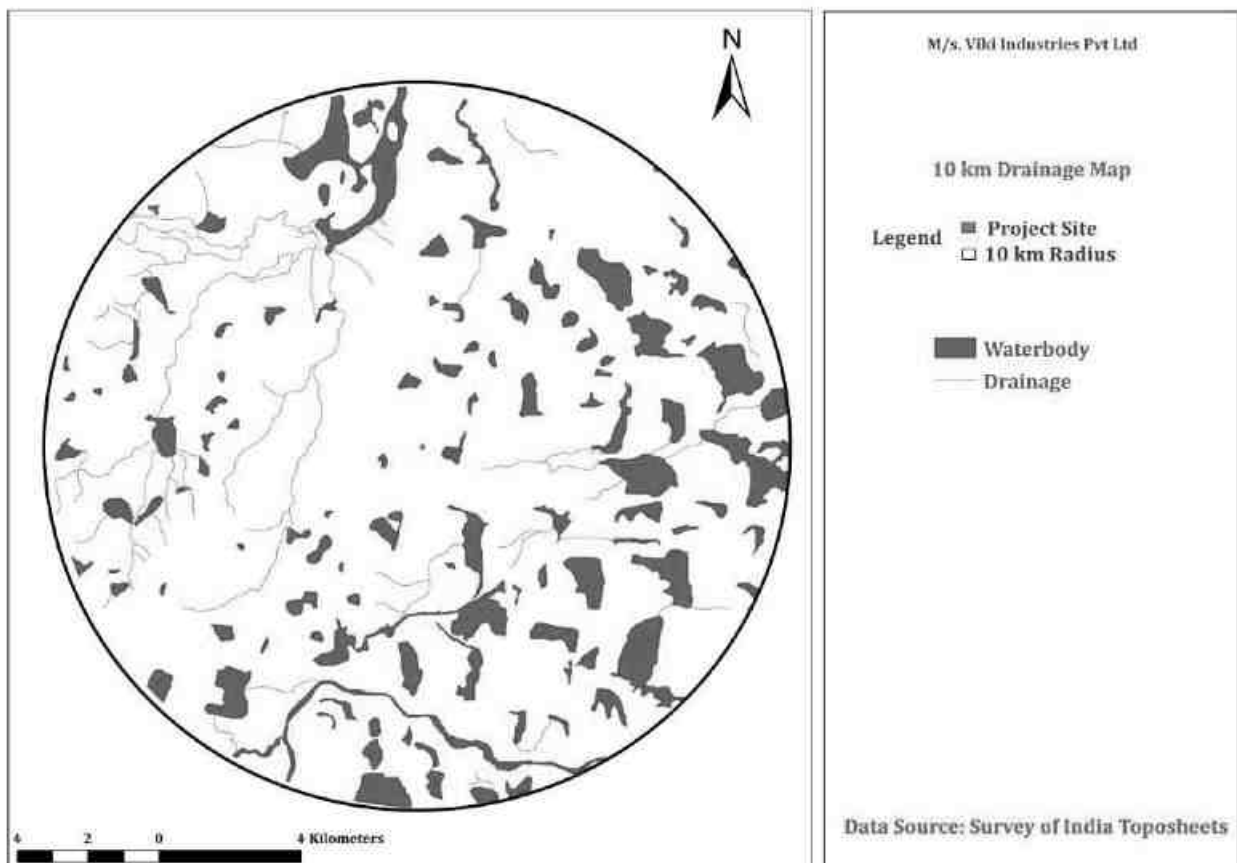 N
M/s. Viki Industries Pvt Ltd
10 km Drainage Map
Legend
Project Site
10 km Radius
Waterbody
Drainage
4 2 0 4 Kilometers
Data Source: Survey of India Toposheets